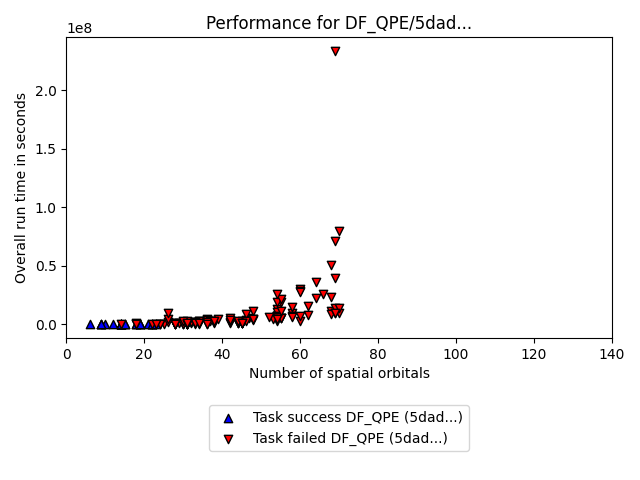 Performance for DF_QPE/5dad...
1e8
2.0
1.5
1.0
0.5
0.0
Overall run time in seconds
0 20 40 60 80 100 120 140
Number of spatial orbitals
Task success DF_QPE (5dad...)
Task failed DF_QPE (5dad...)